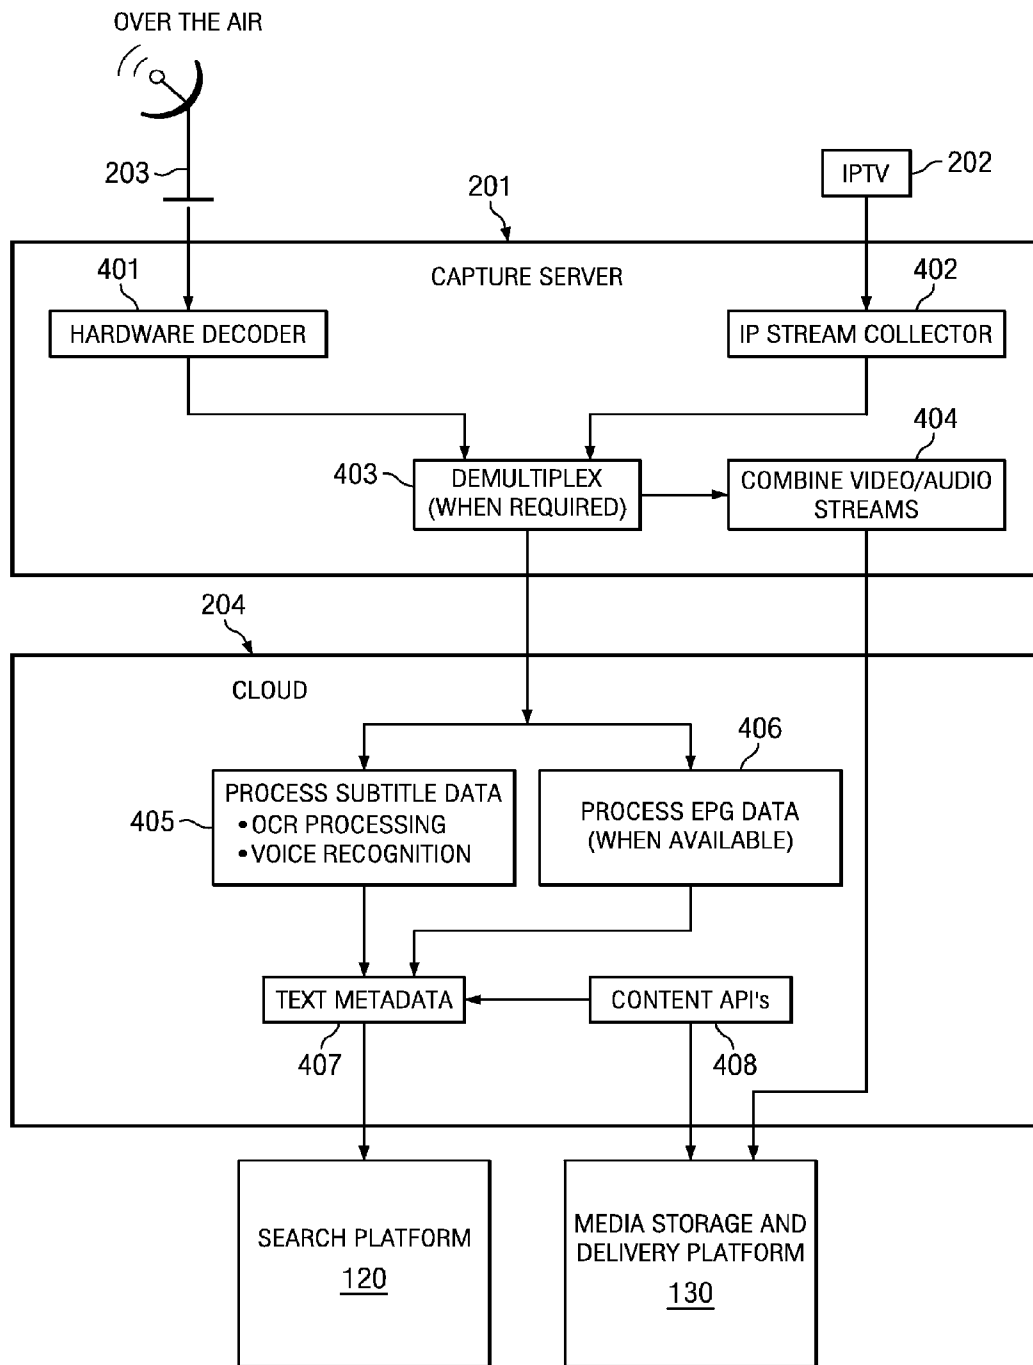 OVER THE AIR
203
IPTV
202
201
401
CAPTURE SERVER
402
HARDWARE DECODER
IP STREAM COLLECTOR
404
403
DEMULTIPLEX
(WHEN REQUIRED)
COMBINE VIDEO/AUDIO
STREAMS
204
CLOUD
406
405
PROCESS SUBTITLE DATA
• OCR PROCESSING
• VOICE RECOGNITION
PROCESS EPG DATA
(WHEN AVAILABLE)
TEXT METADATA
CONTENT API's
407
408
SEARCH PLATFORM
120
MEDIA STORAGE AND
DELIVERY PLATFORM
130